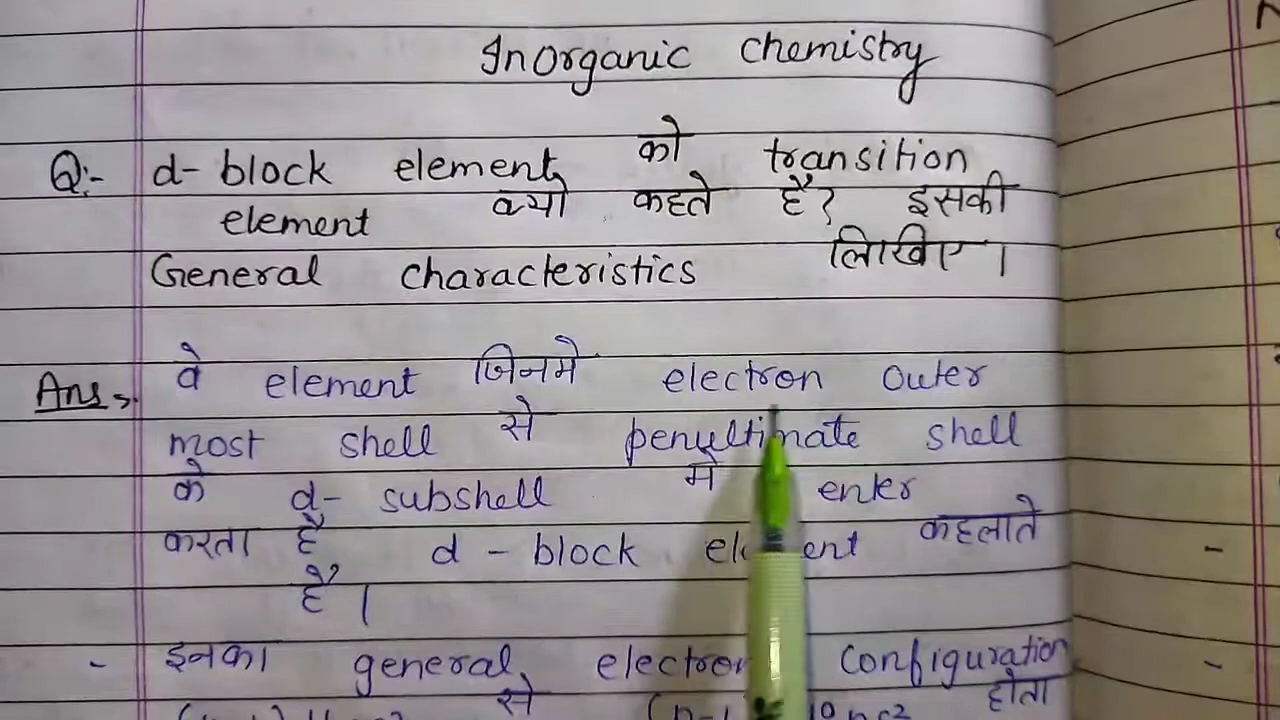 Inorganic chemistry
Q:- d-block element को transition
element क्यो कहते है? इसकी
General characteristics लिखिए।
Ans → वे element जिनमे electron outer
most shell से penultimate shell
के d- subshell में enter
करता है d - block element कहलाते
है।
- इनका general electron configuration
से होता